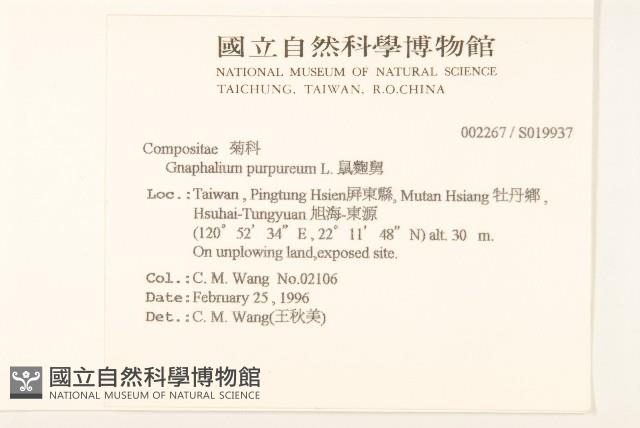 國立自然科學博物館
NATIONAL MUSEUM OF NATURAL SCIENCE
TAICHUNG, TAIWAN, R.O.CHINA
002267 / S019937
Compositae 菊科
Gnaphalium purpureum L. 鼠麴舅
Loc.: Taiwan , Pingtung Hsien屏東縣, Mutan Hsiang 牡丹鄉 ,
Hsuhai-Tungyuan 旭海-東源
(120° 52′ 34″ E , 22° 11′ 48″ N) alt. 30 m.
On unplowing land,exposed site.
Col.: C. M. Wang No.02106
Date: February 25 , 1996
Det.: C. M. Wang(王秋美)
國立自然科學博物館
NATIONAL MUSEUM OF NATURAL SCIENCE